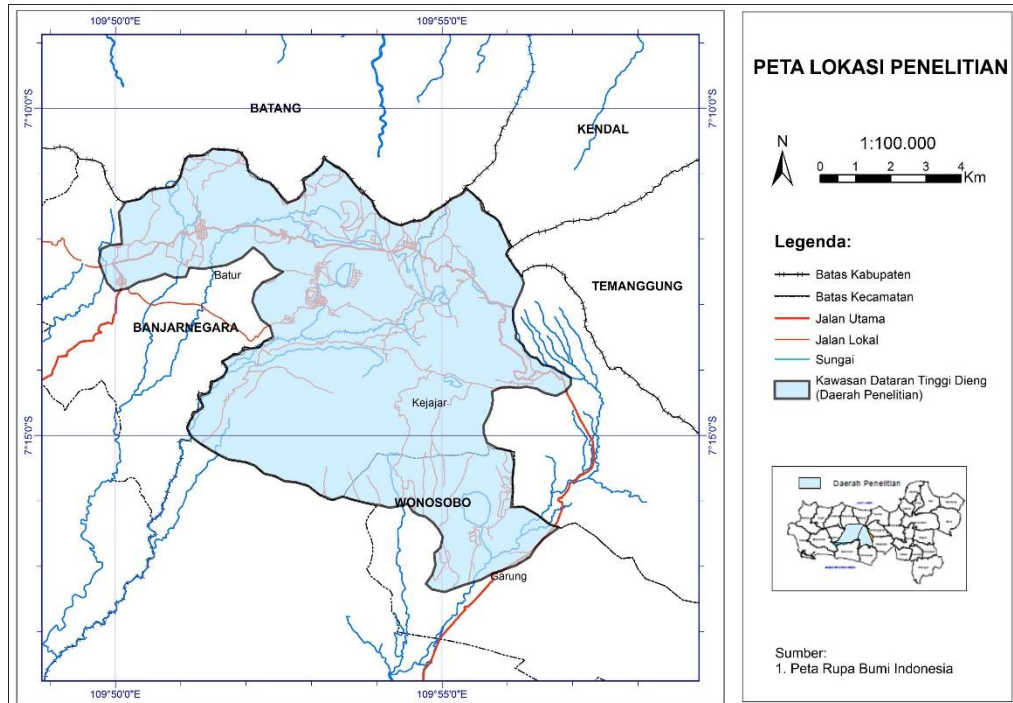 109°50'0"E
109°55'0"E
7°10'0"S
7°10'0"S
BATANG
KENDAL
Batur
BANJARNEGARA
TEMANGGUNG
Kejajar
7°15'0"S
7°15'0"S
WONOSOBO
Garung
109°50'0"E
109°55'0"E
PETA LOKASI PENELITIAN
N
1:100.000
0 1 2 3 4
Km
Legenda:
Batas Kabupaten
Batas Kecamatan
Jalan Utama
Jalan Lokal
Sungai
Kawasan Dataran Tinggi Dieng
(Daerah Penelitian)
Daerah Penelitian
Sumber:
1. Peta Rupa Bumi Indonesia